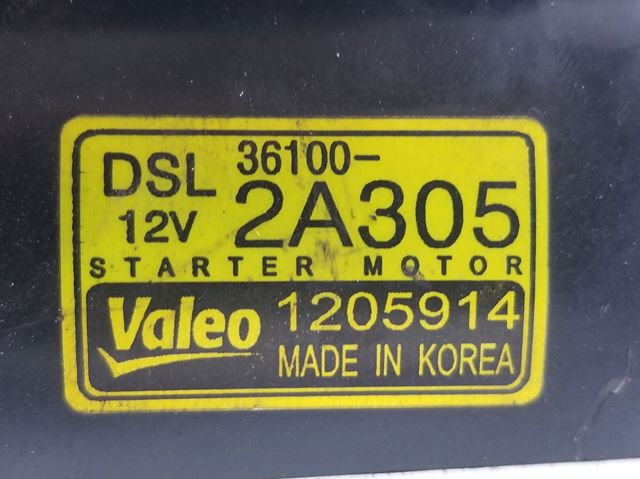 DSL 36100-
12V 2A305
STARTER MOTOR
Valeo 1205914
MADE IN KOREA